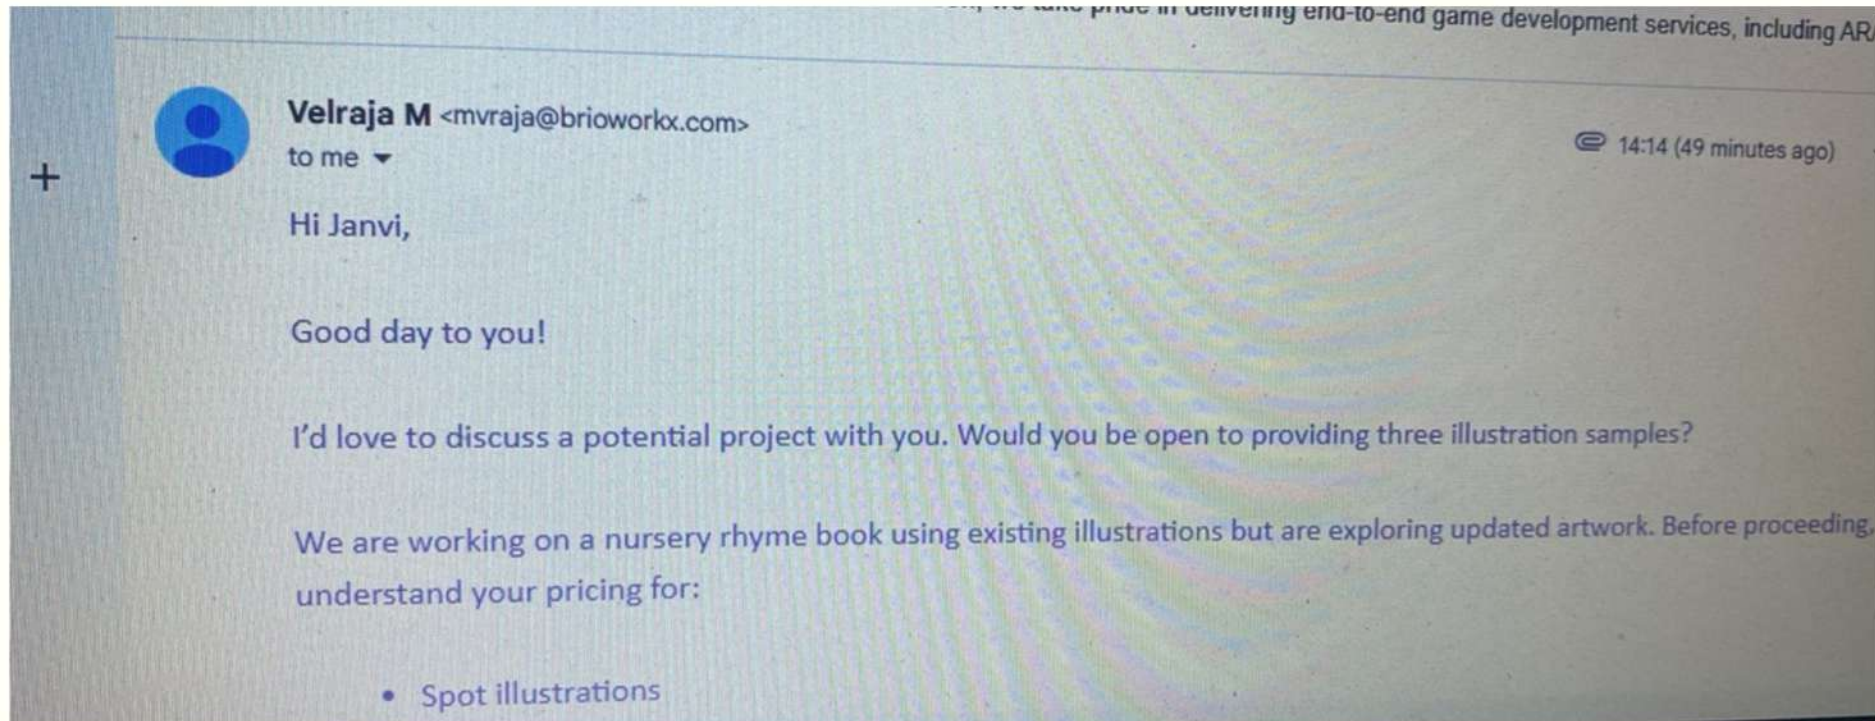 pride in delivering end-to-end game development services, including AR/
Velraja M <mvraja@brioworkx.com>
to me
14:14 (49 minutes ago)
Hi Janvi,
Good day to you!
I'd love to discuss a potential project with you. Would you be open to providing three illustration samples?
We are working on a nursery rhyme book using existing illustrations but are exploring updated artwork. Before proceeding,
understand your pricing for:
• Spot illustrations